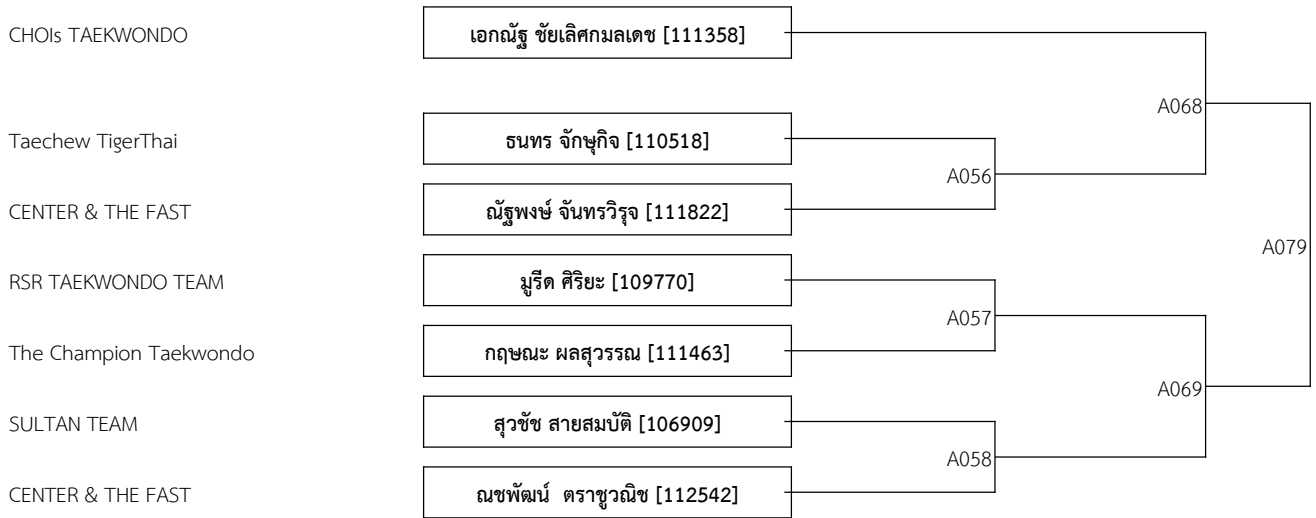 CHOIs TAEKWONDO
เอกณัฐ ชัยเลิศกมลเดช [111358]
A068
Taechew TigerThai
ธนทร จักษุกิจ [110518]
A056
CENTER & THE FAST
ณัฐพงษ์ จันทรวิรุจ [111822]
A079
RSR TAEKWONDO TEAM
มูรีด ศิริยะ [109770]
A057
The Champion Taekwondo
กฤษณะ ผลสุวรรณ [111463]
A069
SULTAN TEAM
สุวชัช สายสมบัติ [106909]
A058
CENTER & THE FAST
ณชพัฒน์  ตราชูวณิช [112542]